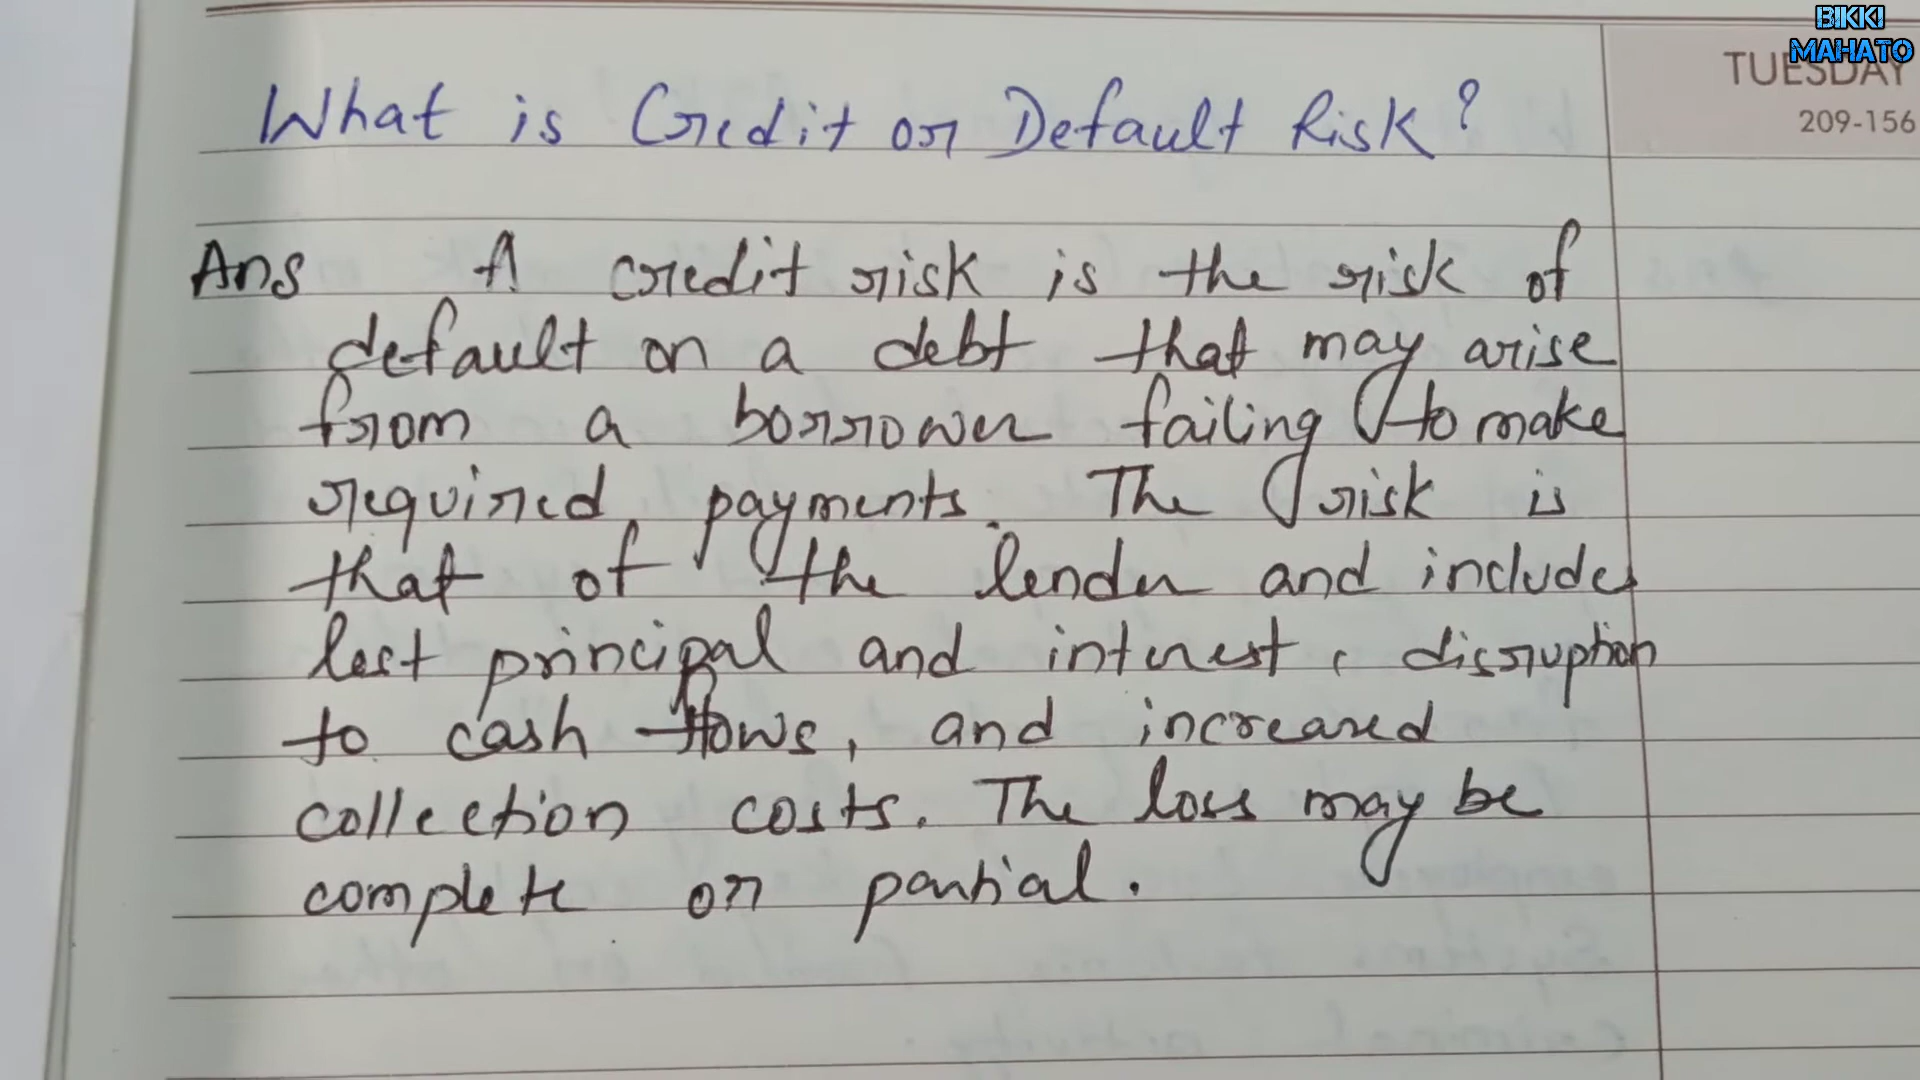 BIKKI
MAHATO
TUESDAY
209-156
What is Credit or Default Risk?
Ans A credit risk is the risk of
default on a debt that may arise
from a borrower failing to make
required payments. The risk is
that of the lender and includes
lost principal and interest, disruption
to cash flows, and increased
collection costs. The loss may be
complete or partial.